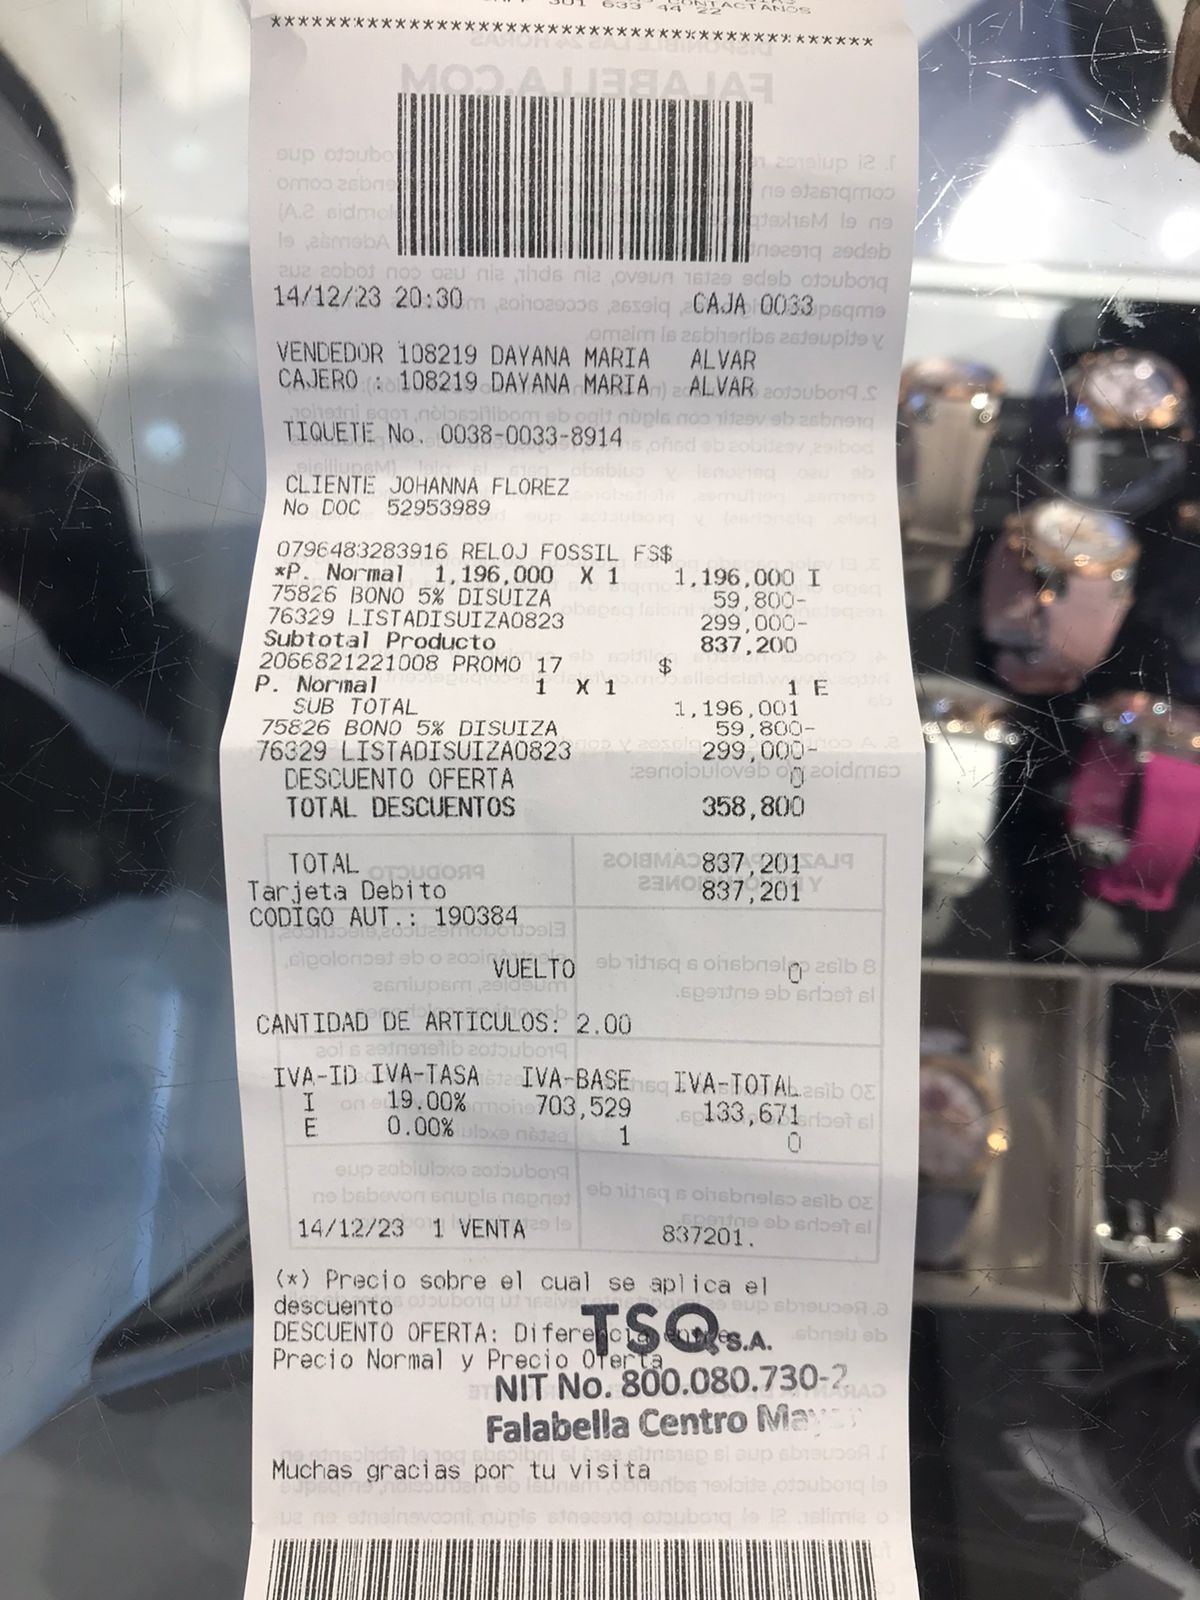 301 633 44 22
CONTACTANOS
*******************************************
14/12/23 20:30 CAJA 0033
VENDEDOR 108219 DAYANA MARIA ALVAR
CAJERO : 108219 DAYANA MARIA ALVAR
TIQUETE No. 0038-0033-8914
CLIENTE JOHANNA FLOREZ
No DOC 52953989
0796483283916 RELOJ FOSSIL FS$
*P. Normal 1,196,000 X 1 1,196,000 I
75826 BONO 5% DISUIZA 59,800-
76329 LISTADISUIZA0823 299,000-
Subtotal Producto 837,200
2066821221008 PROMO 17 $
P. Normal 1 X 1 1 E
SUB TOTAL 1,196,001
75826 BONO 5% DISUIZA 59,800-
76329 LISTADISUIZA0823 299,000-
DESCUENTO OFERTA 0
TOTAL DESCUENTOS 358,800
TOTAL 837,201
Tarjeta Debito 837,201
CODIGO AUT.: 190384
VUELTO 0
CANTIDAD DE ARTICULOS: 2.00
IVA-ID IVA-TASA IVA-BASE IVA-TOTAL
I 19.00% 703,529 133,671
E 0.00% 1 0
14/12/23 1 VENTA 837201.
(*) Precio sobre el cual se aplica el
descuento
DESCUENTO OFERTA: Diferencia entre
Precio Normal y Precio Oferta
TSQ S.A.
NIT No. 800.080.730-2
Falabella Centro Mayor
Muchas gracias por tu visita